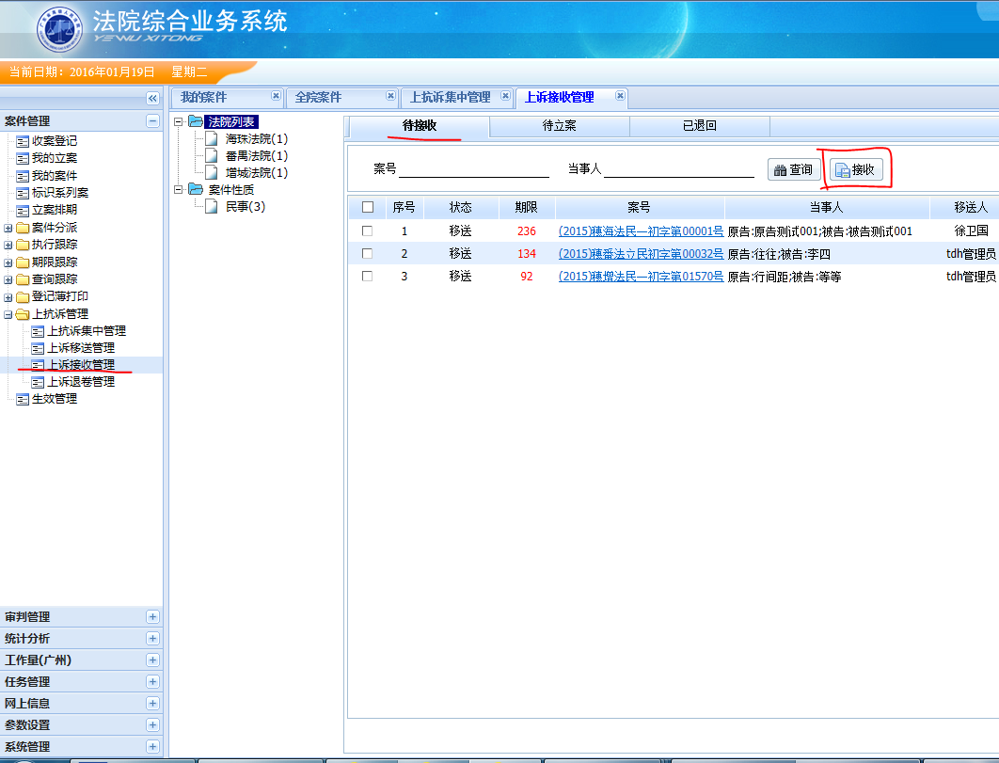 法院综合业务系统
YEWU XITONG
当前日期：2016年01月19日 星期二
我的案件 全院案件 上抗诉集中管理 上诉接收管理
案件管理
收案登记
我的立案
我的案件
标识系列案
立案排期
案件分派
执行跟踪
期限跟踪
查询跟踪
登记薄打印
上抗诉管理
上抗诉集中管理
上诉移送管理
上诉接收管理
上诉退卷管理
生效管理
审判管理
统计分析
工作量(广州)
任务管理
网上信息
参数设置
系统管理
法院列表
海珠法院(1)
番禺法院(1)
增城法院(1)
案件性质
民事(3)
待接收 待立案 已退回
案号 当事人 查询 接收
序号 状态 期限 案号 当事人 移送人
1 移送 236 (2015)穗海法民一初字第00001号 原告:原告测试001;被告:被告测试001 徐卫国
2 移送 134 (2015)穗番法立民初字第00032号 原告:往往;被告:李四 tdh管理员
3 移送 92 (2015)穗增法民一初字第01570号 原告:行间距;被告:等等 tdh管理员